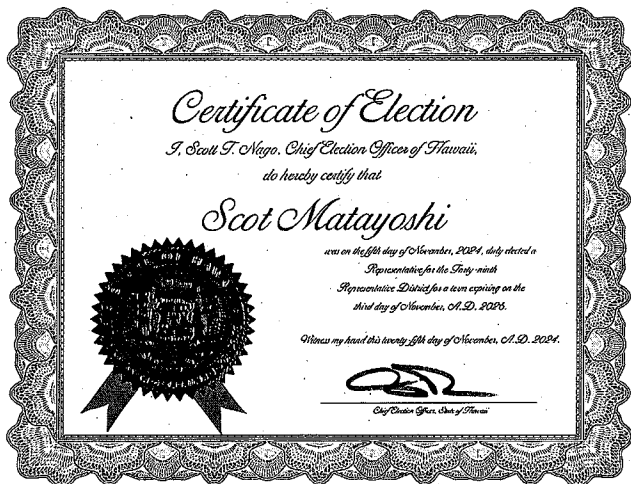 Certificate of Election
I, Scott T. Nago, Chief Election Officer of Hawaii,
do hereby certify that
Scot Matayoshi
was on the fifth day of November, 2024, duly elected a
Representative for the Forty-ninth
Representative District for a term expiring on the
third day of November, A.D. 2026.
Witness my hand this twenty-fifth day of November, A.D. 2024.
Chief Election Officer, State of Hawaii